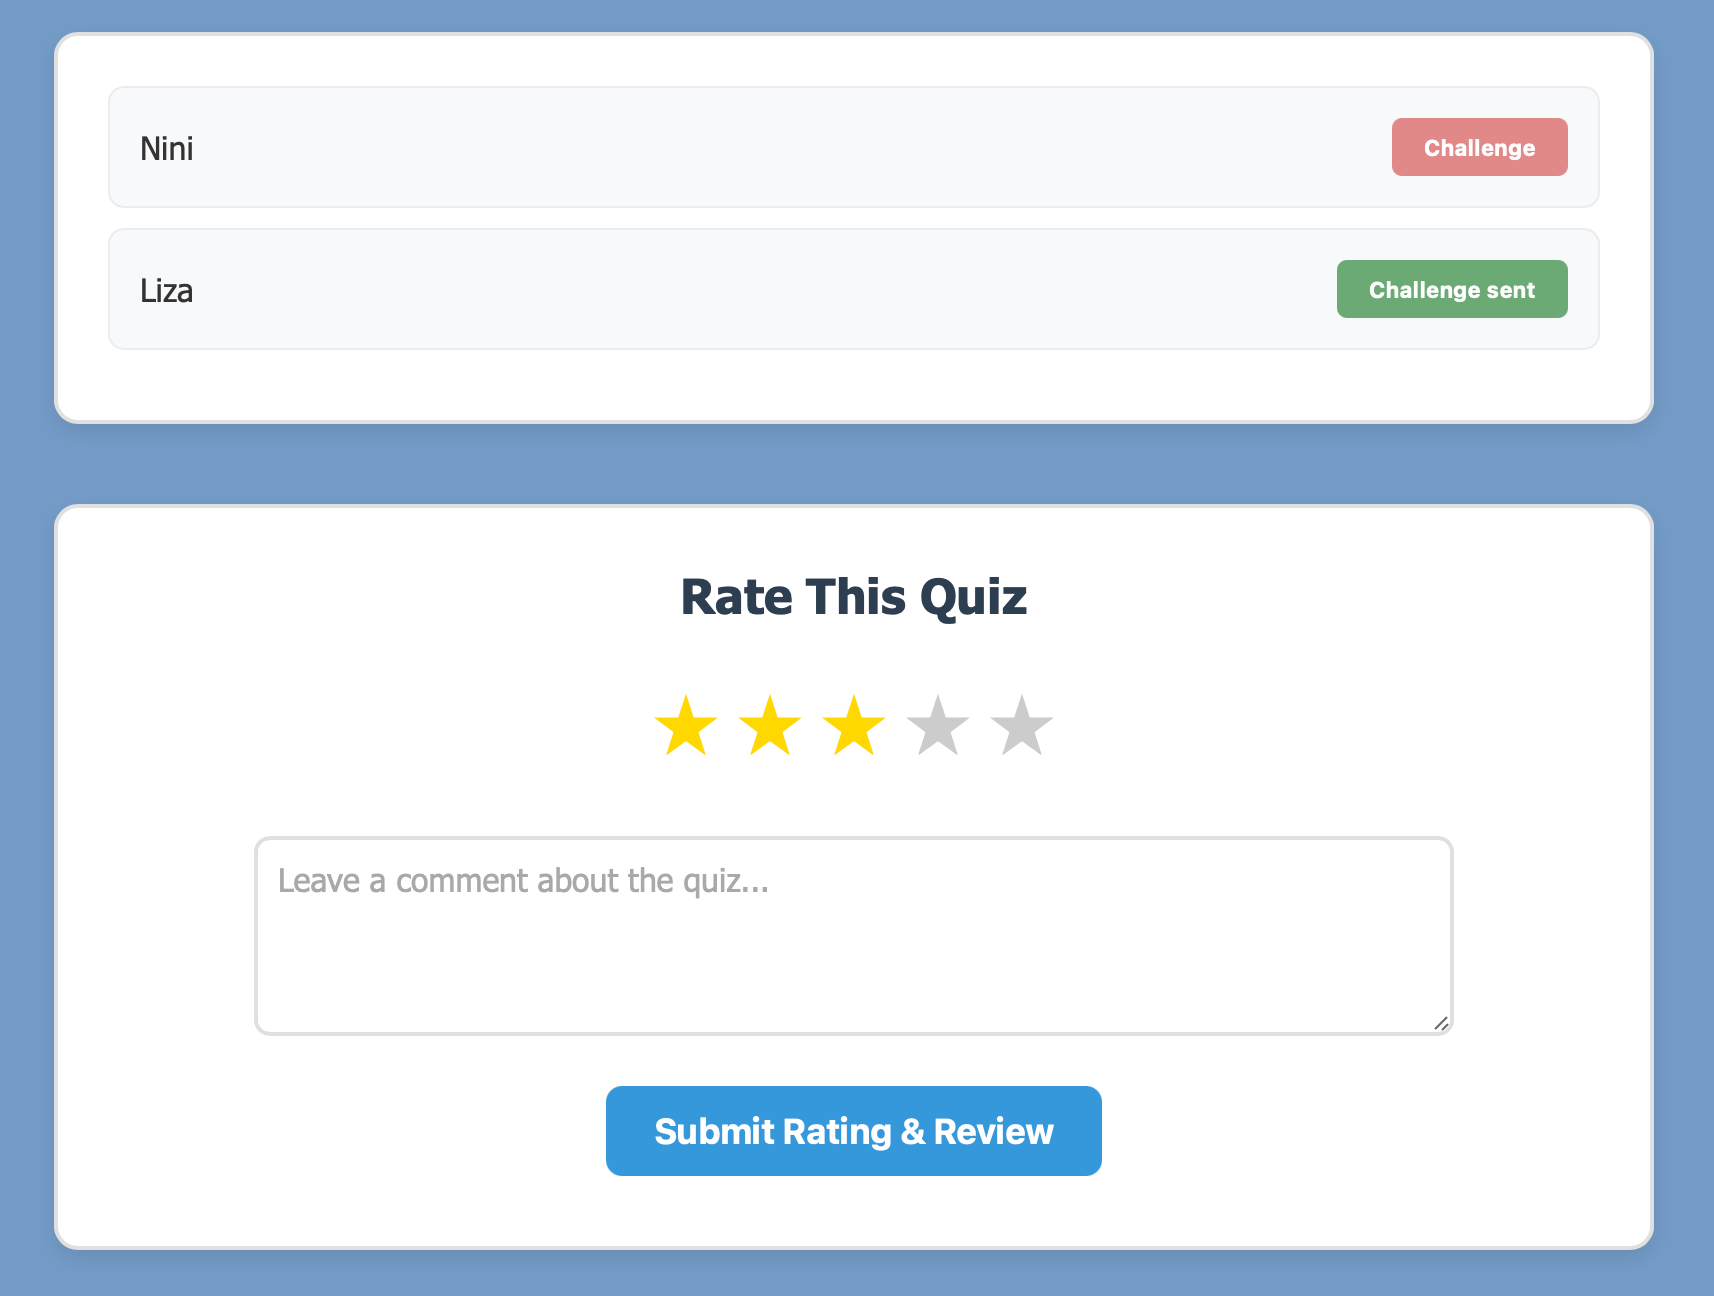 Nini
Challenge
Liza
Challenge sent
Rate This Quiz
Leave a comment about the quiz...
Submit Rating & Review